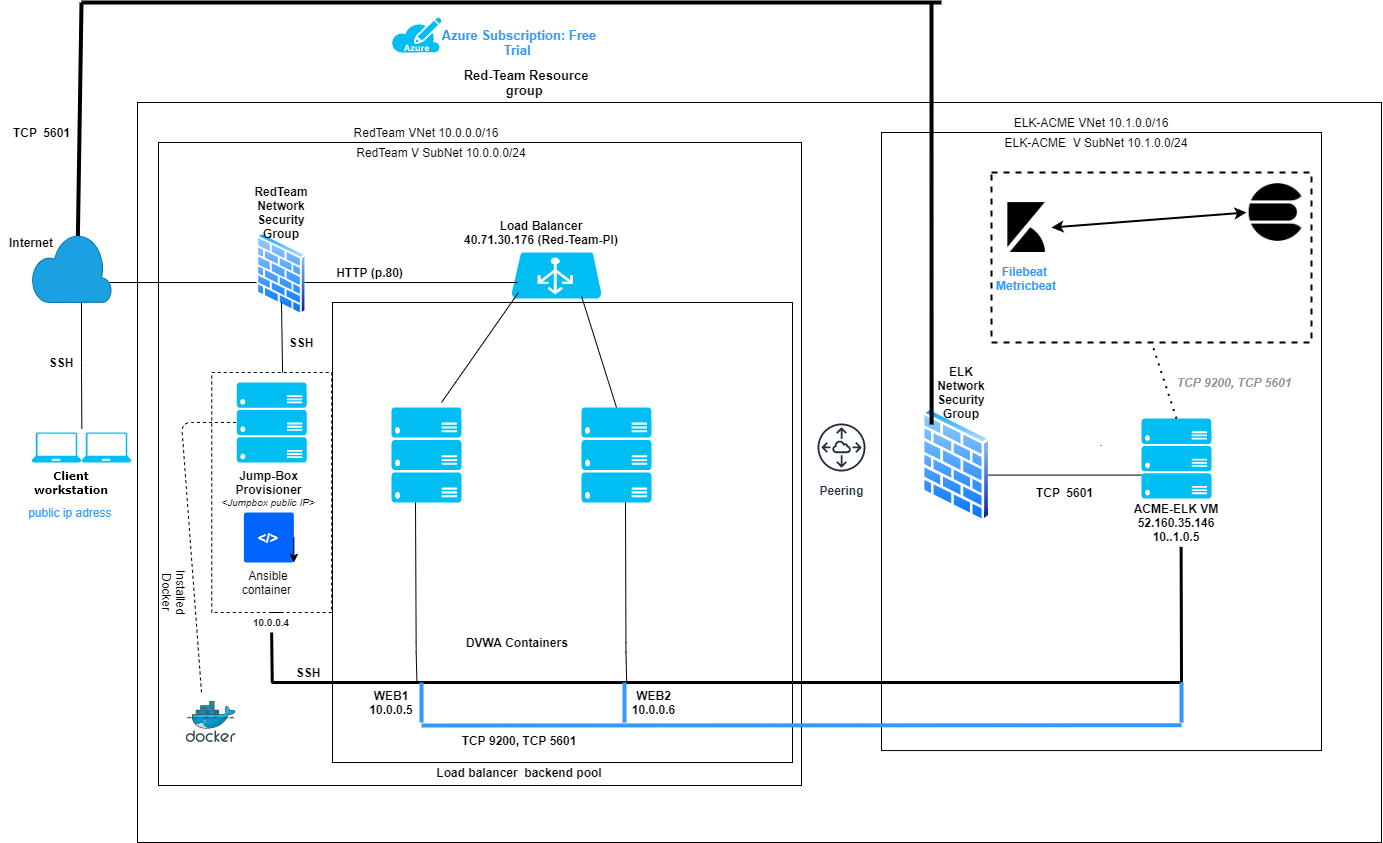 Azure
Azure Subscription: Free
Trial
Red-Team Resource
group
TCP 5601
RedTeam VNet 10.0.0.0/16
RedTeam V SubNet 10.0.0.0/24
ELK-ACME VNet 10.1.0.0/16
ELK-ACME V SubNet 10.1.0.0/24
RedTeam
Network
Security
Group
Internet
Load Balancer
40.71.30.176 (Red-Team-PI)
HTTP (p.80)
Filebeat
Metricbeat
SSH
SSH
ELK
Network
Security
Group
TCP 9200, TCP 5601
Client
workstation
public ip adress
Jump-Box
Provisioner
<Jumpbox public IP>
</>
Ansible
container
10.0.0.4
Installed
Docker
docker
Peering
TCP 5601
ACME-ELK VM
52.160.35.146
10..1.0.5
DVWA Containers
SSH
WEB1
10.0.0.5
WEB2
10.0.0.6
TCP 9200, TCP 5601
Load balancer backend pool